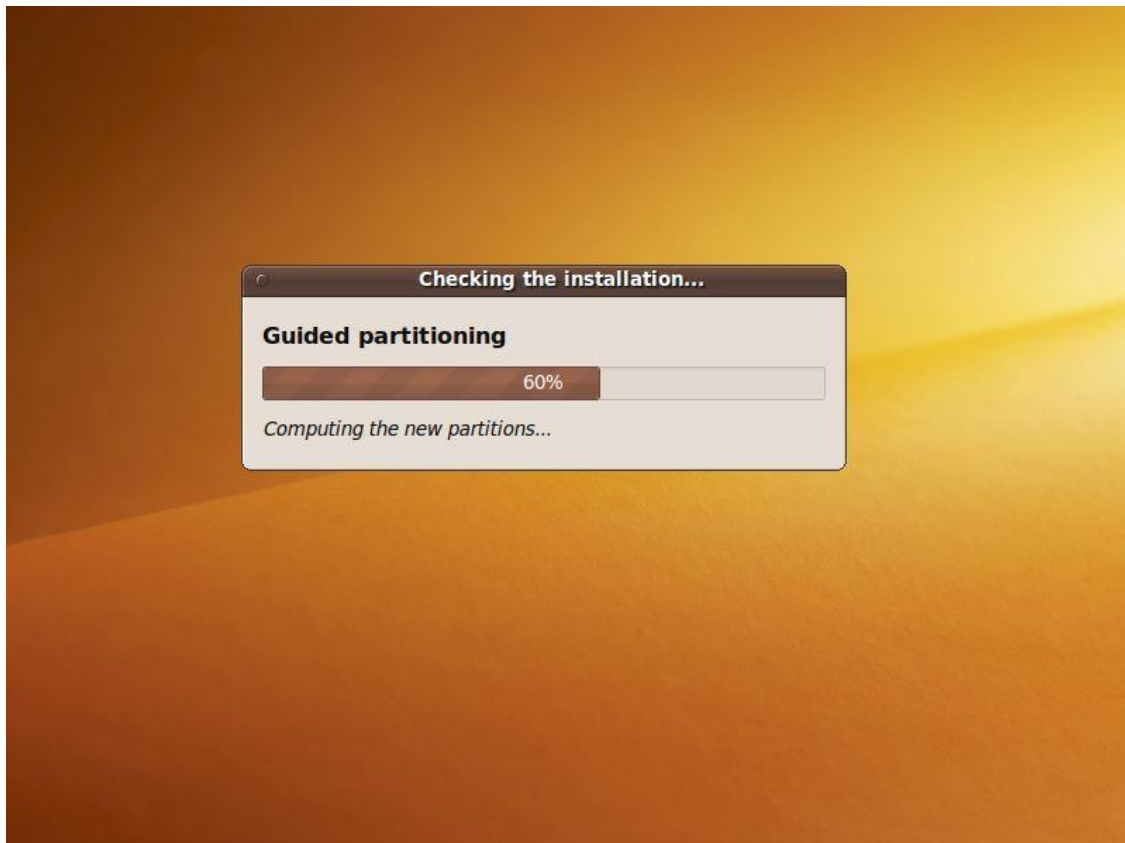 Checking the installation...
Guided partitioning
60%
Computing the new partitions...